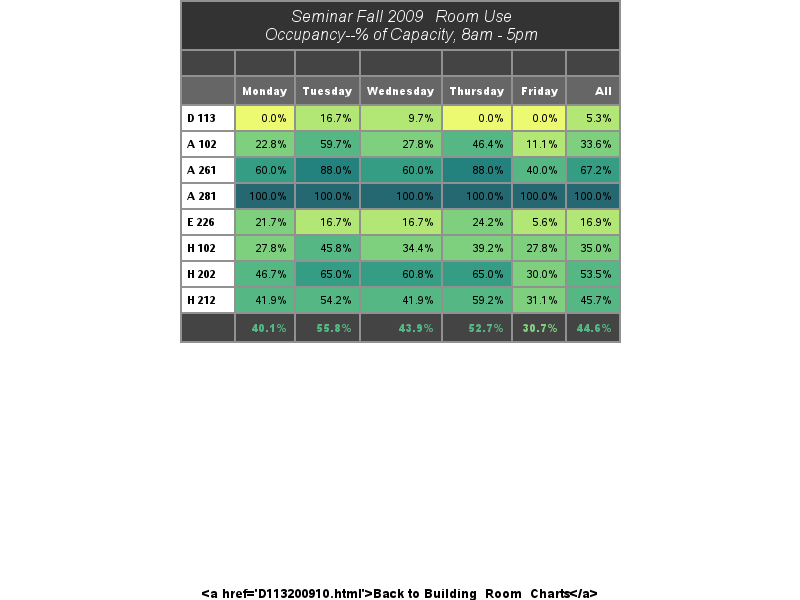 Seminar Fall 2009   Room Use
Occupancy--% of Capacity, 8am - 5pm
Monday Tuesday Wednesday Thursday Friday All
D 113 0.0% 16.7% 9.7% 0.0% 0.0% 5.3%
A 102 22.8% 59.7% 27.8% 46.4% 11.1% 33.6%
A 261 60.0% 88.0% 60.0% 88.0% 40.0% 67.2%
A 281 100.0% 100.0% 100.0% 100.0% 100.0% 100.0%
E 226 21.7% 16.7% 16.7% 24.2% 5.6% 16.9%
H 102 27.8% 45.8% 34.4% 39.2% 27.8% 35.0%
H 202 46.7% 65.0% 60.8% 65.0% 30.0% 53.5%
H 212 41.9% 54.2% 41.9% 59.2% 31.1% 45.7%
40.1% 55.8% 43.9% 52.7% 30.7% 44.6%
<a href='D113200910.html'>Back to Building  Room  Charts</a>